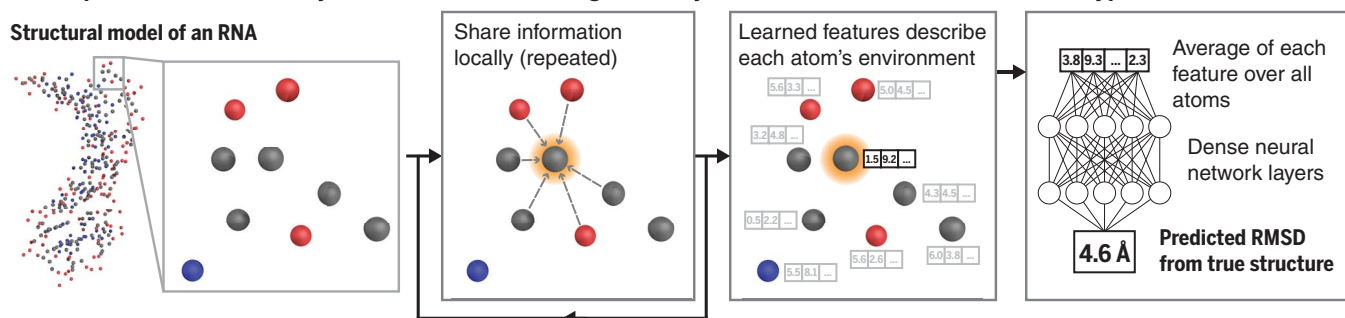 Structural model of an RNA
Share information
locally (repeated)
Learned features describe
each atom's environment
5.6 3.3 ...
5.0 4.5 ...
3.2 4.8 ...
1.5 9.2 ...
4.3 4.5 ...
0.5 2.2 ...
5.6 2.6 ...
6.0 3.8 ...
5.5 8.1 ...
3.8 9.3 ... 2.3
Average of each
feature over all
atoms
Dense neural
network layers
4.6 Å
Predicted RMSD
from true structure